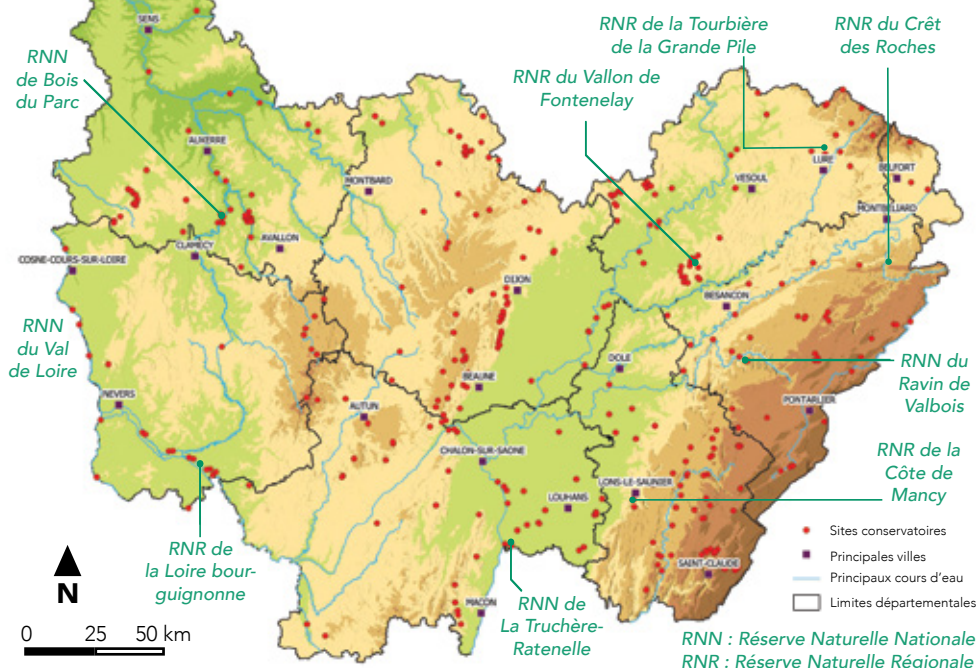 SENS
RNN
de Bois
du Parc
RNR de la Tourbière
de la Grande Pile
RNR du Crêt
des Roches
RNR du Vallon de
Fontenelay
AUXERRE
MONTBARD
LURE
BELFORT
VESOUL
MONTBELIARD
AVALLON
CLAMECY
COSNE-COURS-SUR-LOIRE
DIJON
BESANCON
RNN
du Val
de Loire
DOLE
RNN du
Ravin de
Valbois
BEAUNE
NEVERS
AUTUN
PONTARLIER
CHALON-SUR-SAONE
RNR de la
Côte de
Mancy
LONS-LE-SAUNIER
LOUHANS
SAINT-CLAUDE
Sites conservatoires
Principales villes
Principaux cours d'eau
Limites départementales
RNR de
la Loire bour-
guignonne
N
0 25 50 km
MACON
RNN de
La Truchère-
Ratenelle
RNN : Réserve Naturelle Nationale
RNR : Réserve Naturelle Régionale